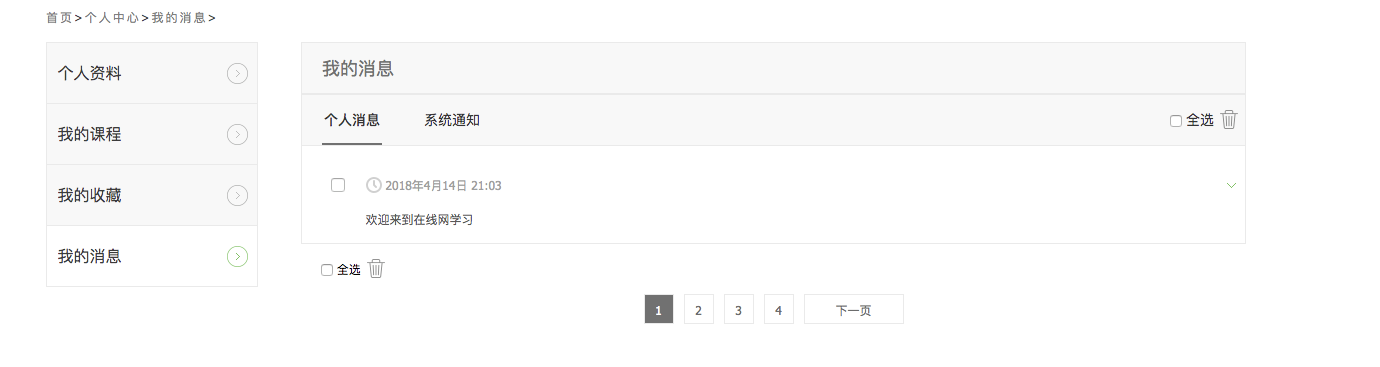 首页>个人中心>我的消息>
个人资料
我的课程
我的收藏
我的消息
我的消息
个人消息 系统通知 全选
2018年4月14日 21:03
欢迎来到在线网学习
全选
1 2 3 4 下一页